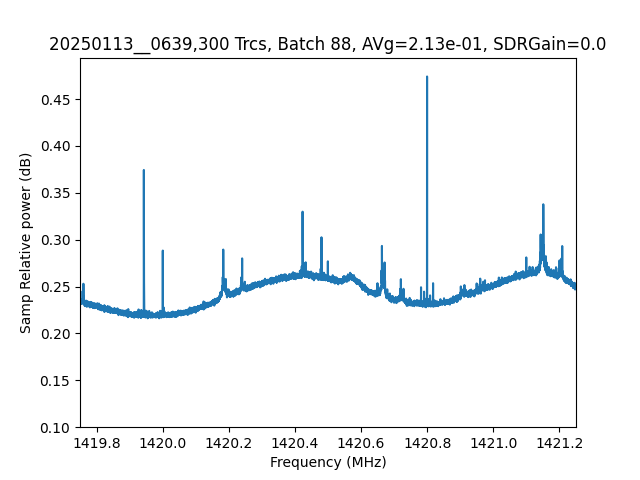 20250113__0639,300 Trcs, Batch 88, AVg=2.13e-01, SDRGain=0.0
Samp Relative power (dB)
0.45
0.40
0.35
0.30
0.25
0.20
0.15
0.10
1419.8 1420.0 1420.2 1420.4 1420.6 1420.8 1421.0 1421.2
Frequency (MHz)